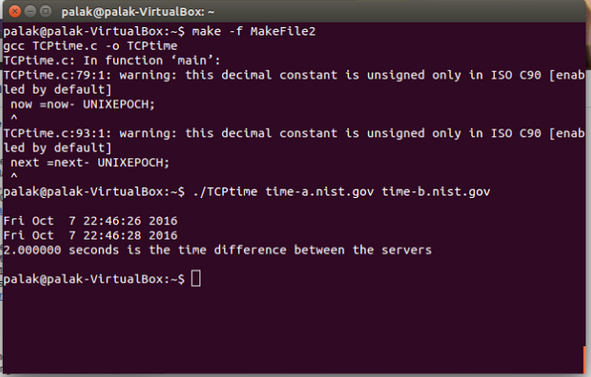 palak@palak-VirtualBox: ~
palak@palak-VirtualBox:~$ make -f MakeFile2
gcc TCPtime.c -o TCPtime
TCPtime.c: In function ‘main’:
TCPtime.c:79:1: warning: this decimal constant is unsigned only in ISO C90 [enab
led by default]
 now =now- UNIXEPOCH;
 ^
TCPtime.c:93:1: warning: this decimal constant is unsigned only in ISO C90 [enab
led by default]
 next =next- UNIXEPOCH;
 ^
palak@palak-VirtualBox:~$ ./TCPtime time-a.nist.gov time-b.nist.gov
Fri Oct  7 22:46:26 2016
Fri Oct  7 22:46:28 2016
2.000000 seconds is the time difference between the servers
palak@palak-VirtualBox:~$